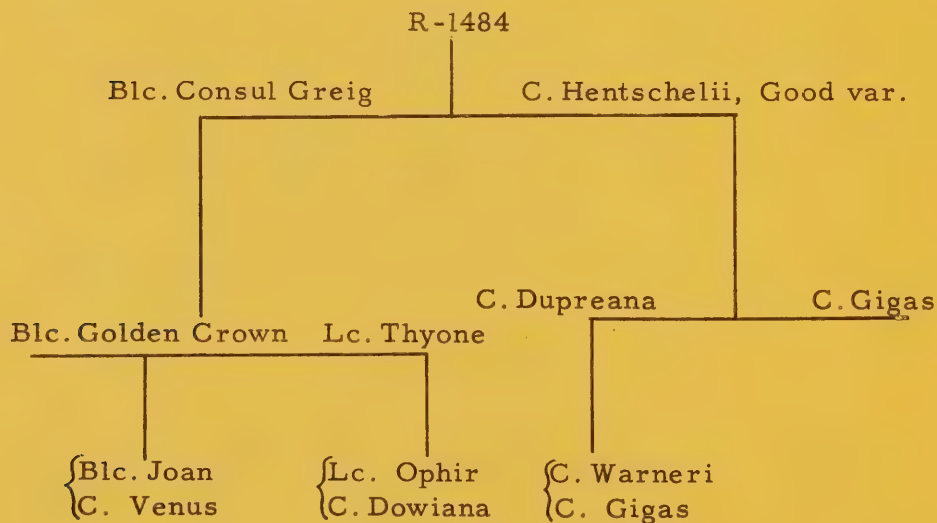 R-1484
Blc. Consul Greig C. Hentschelii, Good var.
C. Dupreana C. Gigas
Blc. Golden Crown Lc. Thyone
Blc. Joan Lc. Ophir C. Warneri
C. Venus C. Dowiana C. Gigas